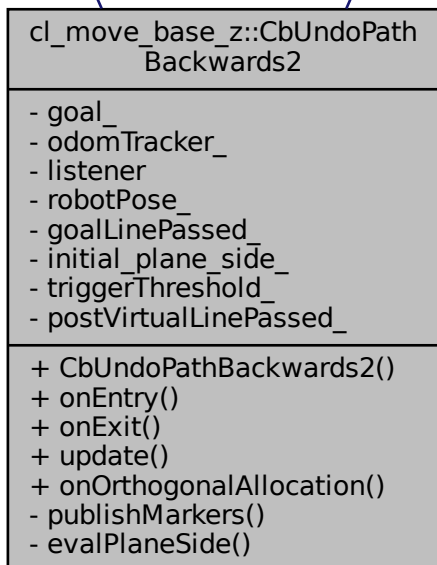 cl_move_base_z::CbUndoPath
Backwards2
- goal_
- odomTracker_
- listener
- robotPose_
- goalLinePassed_
- initial_plane_side_
- triggerThreshold_
- postVirtualLinePassed_
+ CbUndoPathBackwards2()
+ onEntry()
+ onExit()
+ update()
+ onOrthogonalAllocation()
- publishMarkers()
- evalPlaneSide()